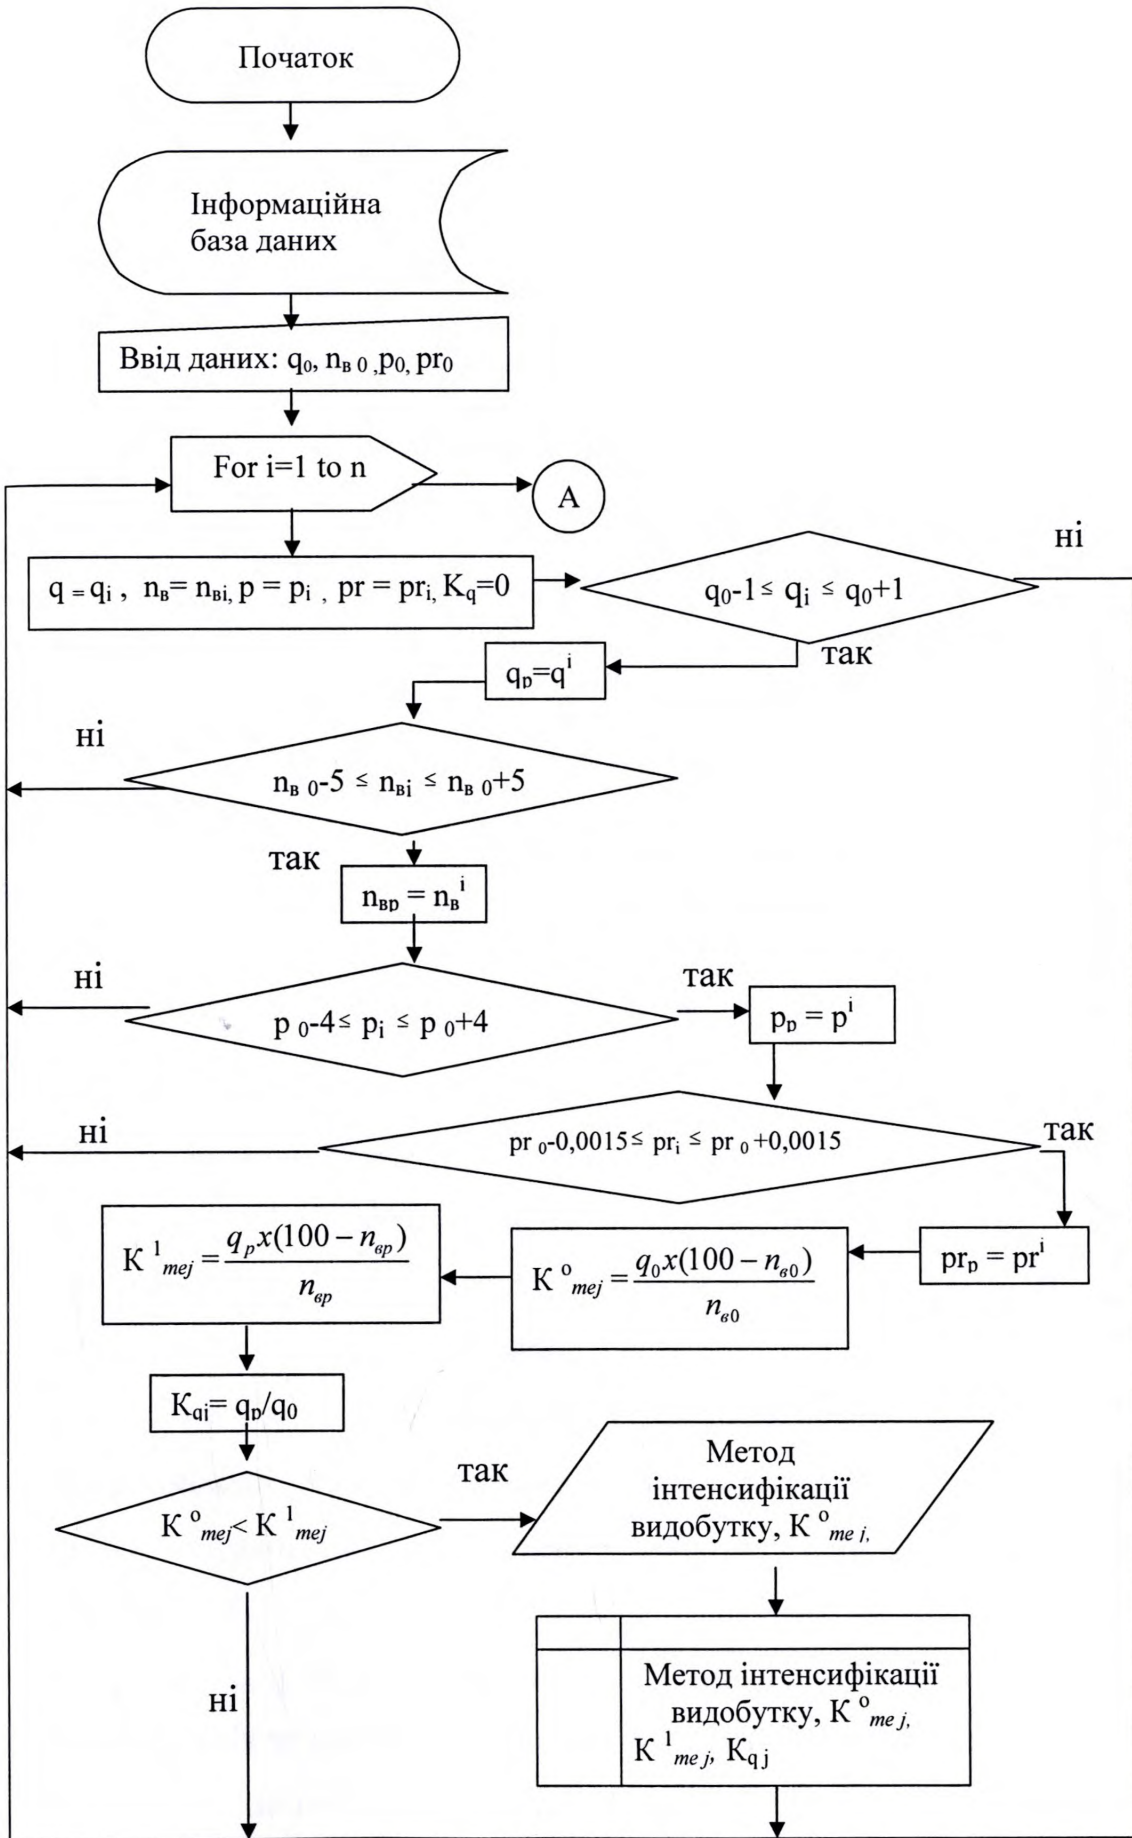 Початок
Інформаційна
база даних
Ввід даних: q₀, nв ₀ ,p₀, pr₀
For i=1 to n
А
ні
q = qᵢ , nв= nвi, p = pᵢ , pr = prᵢ, Kq=0
q₀-1 ≤ qᵢ ≤ q₀+1
так
qp=qⁱ
ні
nв ₀-5 ≤ nвi ≤ nв ₀+5
так
nвp = nвⁱ
ні
так
p ₀-4 ≤ pᵢ ≤ p ₀+4
pp = pⁱ
ні
pr ₀-0,0015 ≤ prᵢ ≤ pr ₀+0,0015
так
prp = prⁱ
K ¹mej = qp x(100 − nвp) / nвp
K ᵒmej = q₀ x(100 − nв0) / nв0
Kqj= qp/q₀
так
K ᵒmej < K ¹mej
Метод
інтенсифікації
видобутку, K ᵒme j,
ні
Метод інтенсифікації
видобутку, K ᵒme j,
K ¹me j, Kq j